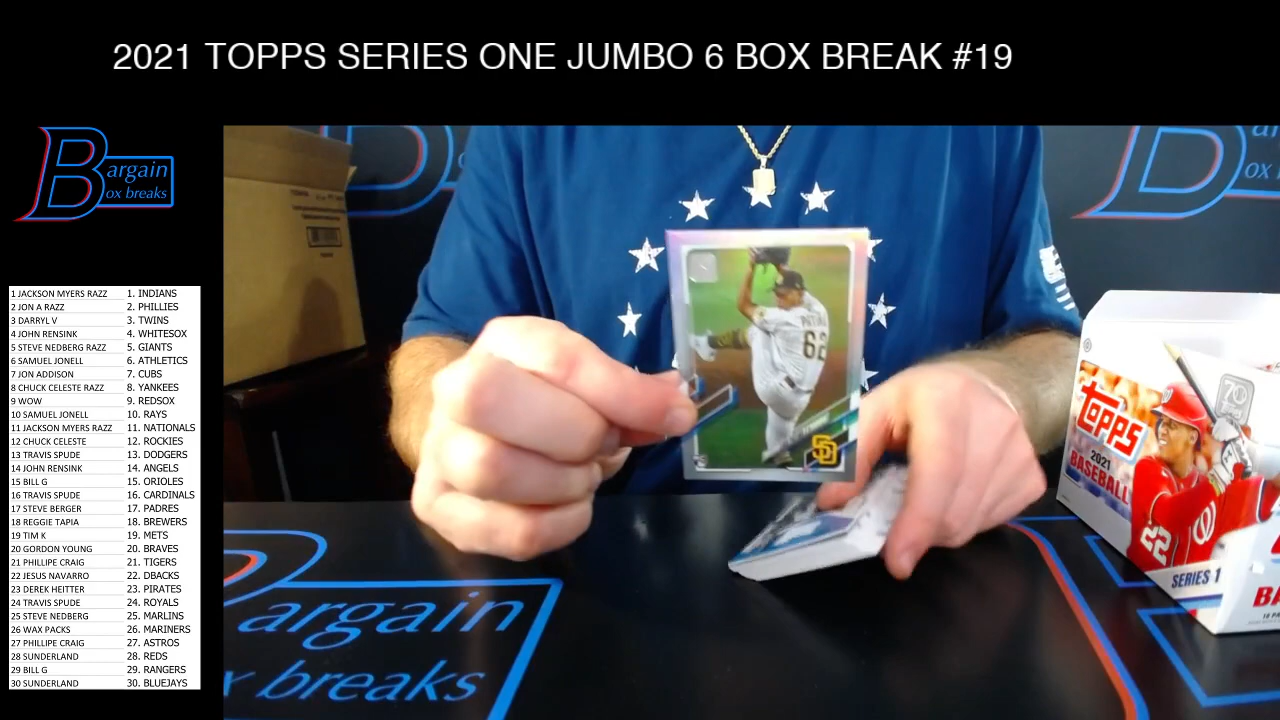 2021 TOPPS SERIES ONE JUMBO 6 BOX BREAK #19
Bargain
ox breaks
1 JACKSON MYERS RAZZ 1. INDIANS
2 JON A RAZZ 2. PHILLIES
3 DARRYL V 3. TWINS
4 JOHN RENSINK 4. WHITESOX
5 STEVE NEDBERG RAZZ 5. GIANTS
6 SAMUEL JONELL 6. ATHLETICS
7 JON ADDISON 7. CUBS
8 CHUCK CELESTE RAZZ 8. YANKEES
9 WOW 9. REDSOX
10 SAMUEL JONELL 10. RAYS
11 JACKSON MYERS RAZZ 11. NATIONALS
12 CHUCK CELESTE 12. ROCKIES
13 TRAVIS SPUDE 13. DODGERS
14 JOHN RENSINK 14. ANGELS
15 BILL G 15. ORIOLES
16 TRAVIS SPUDE 16. CARDINALS
17 STEVE BERGER 17. PADRES
18 REGGIE TAPIA 18. BREWERS
19 TIM K 19. METS
20 GORDON YOUNG 20. BRAVES
21 PHILLIPE CRAIG 21. TIGERS
22 JESUS NAVARRO 22. DBACKS
23 DEREK HEITTER 23. PIRATES
24 TRAVIS SPUDE 24. ROYALS
25 STEVE NEDBERG 25. MARLINS
26 WAX PACKS 26. MARINERS
27 PHILLIPE CRAIG 27. ASTROS
28 SUNDERLAND 28. REDS
29 BILL G 29. RANGERS
30 SUNDERLAND 30. BLUEJAYS
62
SD
TOPPS
2021
BASEBALL
70
22
W
SERIES 1
BA
argain
x breaks